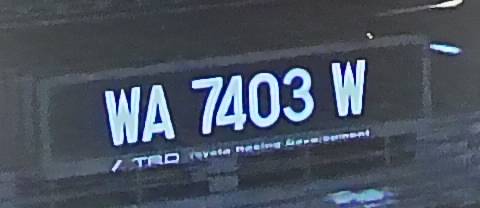 WA 7403 W
TRD Toyota Racing Development